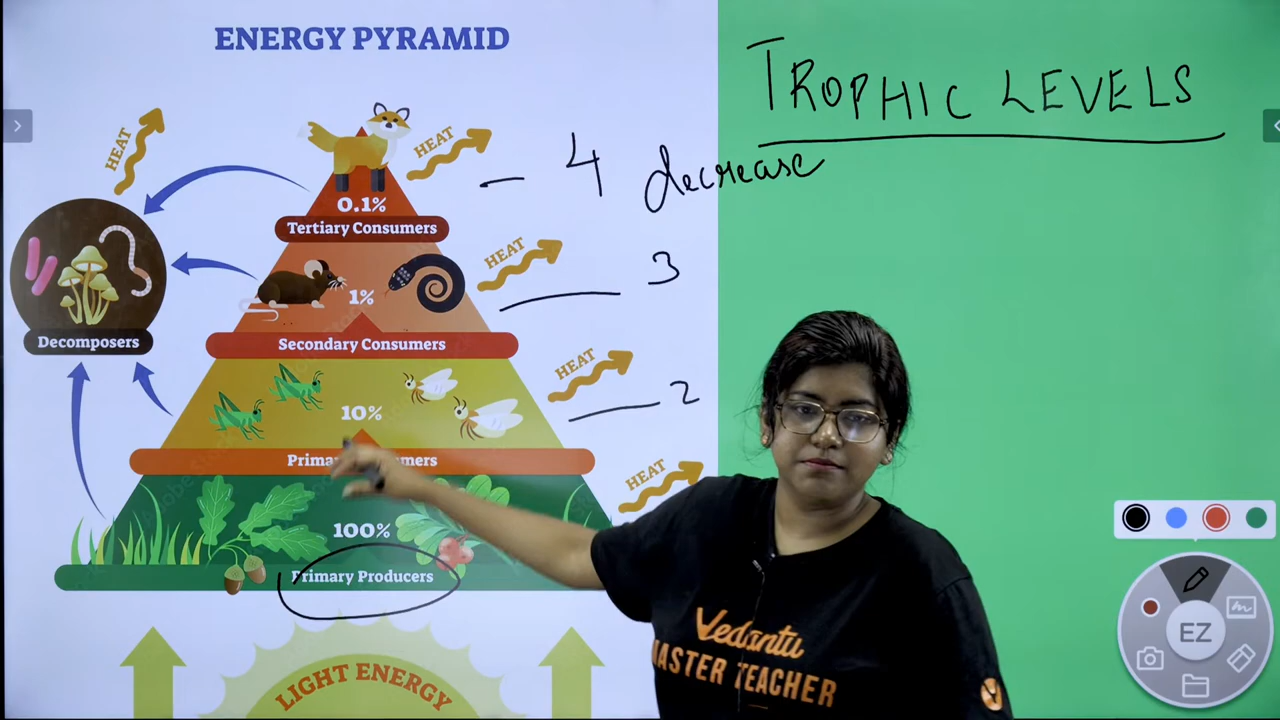 ENERGY PYRAMID
TROPHIC LEVELS
HEAT
HEAT
4 decrease
0.1%
Tertiary Consumers
HEAT
3
1%
Decomposers
Secondary Consumers
HEAT
2
10%
HEAT
100%
Primary Producers
LIGHT ENERGY
Vedantu
MASTER TEACHER
EZ